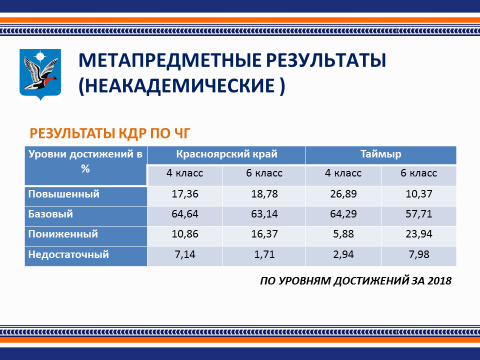 МЕТАПРЕДМЕТНЫЕ РЕЗУЛЬТАТЫ
(НЕАКАДЕМИЧЕСКИЕ )
РЕЗУЛЬТАТЫ КДР ПО ЧГ
Уровни достижений в % Красноярский край Таймыр
4 класс 6 класс 4 класс 6 класс
Повышенный 17,36 18,78 26,89 10,37
Базовый 64,64 63,14 64,29 57,71
Пониженный 10,86 16,37 5,88 23,94
Недостаточный 7,14 1,71 2,94 7,98
ПО УРОВНЯМ ДОСТИЖЕНИЙ ЗА 2018